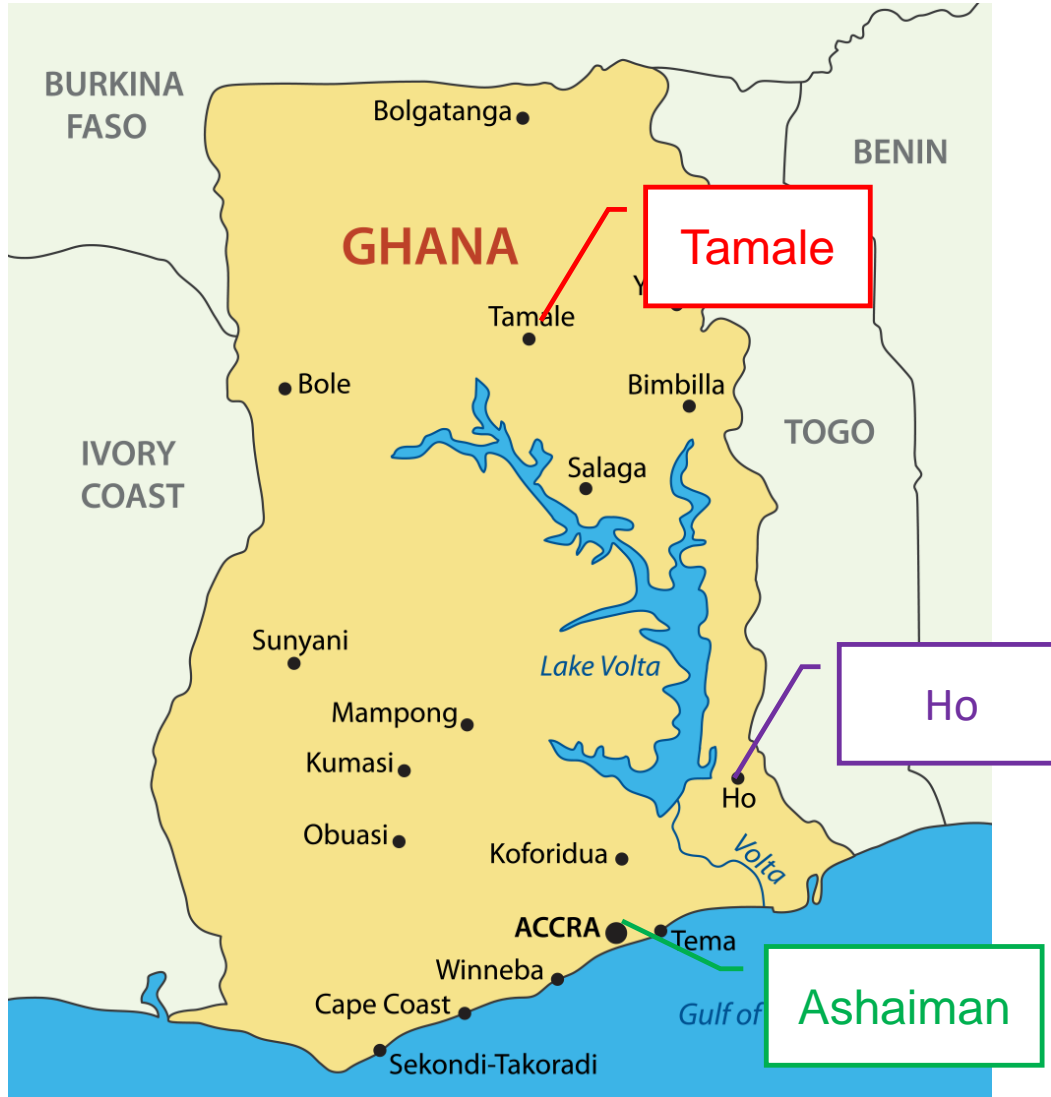 BURKINA
FASO
Bolgatanga
BENIN
GHANA
Tamale
Y
Tamale
Bole
Bimbilla
TOGO
IVORY
COAST
Salaga
Sunyani
Lake Volta
Ho
Mampong
Kumasi
Ho
Obuasi
Koforidua
Volta
ACCRA
Tema
Winneba
Ashaiman
Cape Coast
Gulf of
Sekondi-Takoradi